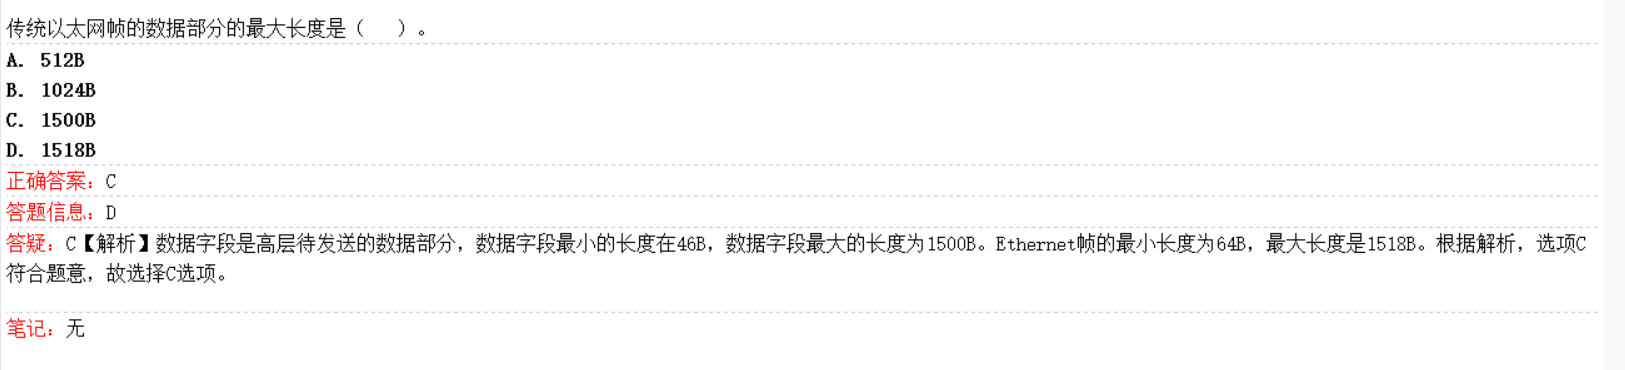 传统以太网帧的数据部分的最大长度是（　）。
A. 512B
B. 1024B
C. 1500B
D. 1518B
正确答案：C
答题信息：D
答疑：C【解析】数据字段是高层待发送的数据部分，数据字段最小的长度在46B，数据字段最大的长度为1500B。Ethernet帧的最小长度为64B，最大长度是1518B。根据解析，选项C
符合题意，故选择C选项。
笔记：无